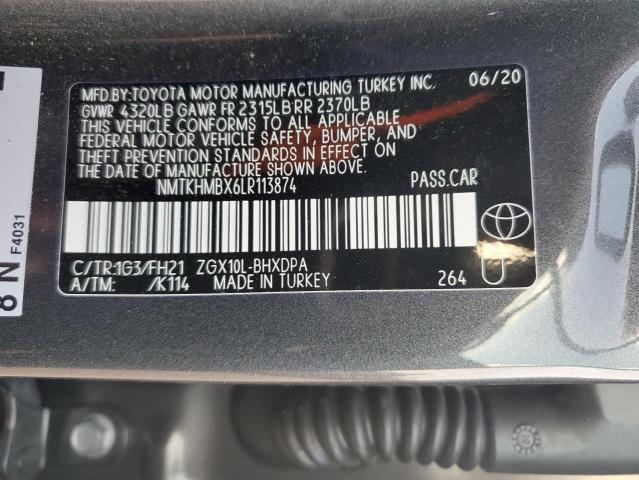 MFD.BY:TOYOTA MOTOR MANUFACTURING TURKEY INC. 06/20
GVWR 4320LB GAWR FR 2315LB RR 2370LB
THIS VEHICLE CONFORMS TO ALL APPLICABLE
FEDERAL MOTOR VEHICLE SAFETY, BUMPER, AND
THEFT PREVENTION STANDARDS IN EFFECT ON
THE DATE OF MANUFACTURE SHOWN ABOVE.
NMTKHMBX6LR113874 PASS.CAR
C/TR:1G3/FH21 ZGX10L-BHXDPA
A/TM: /K114 MADE IN TURKEY 264
8 N
F4031